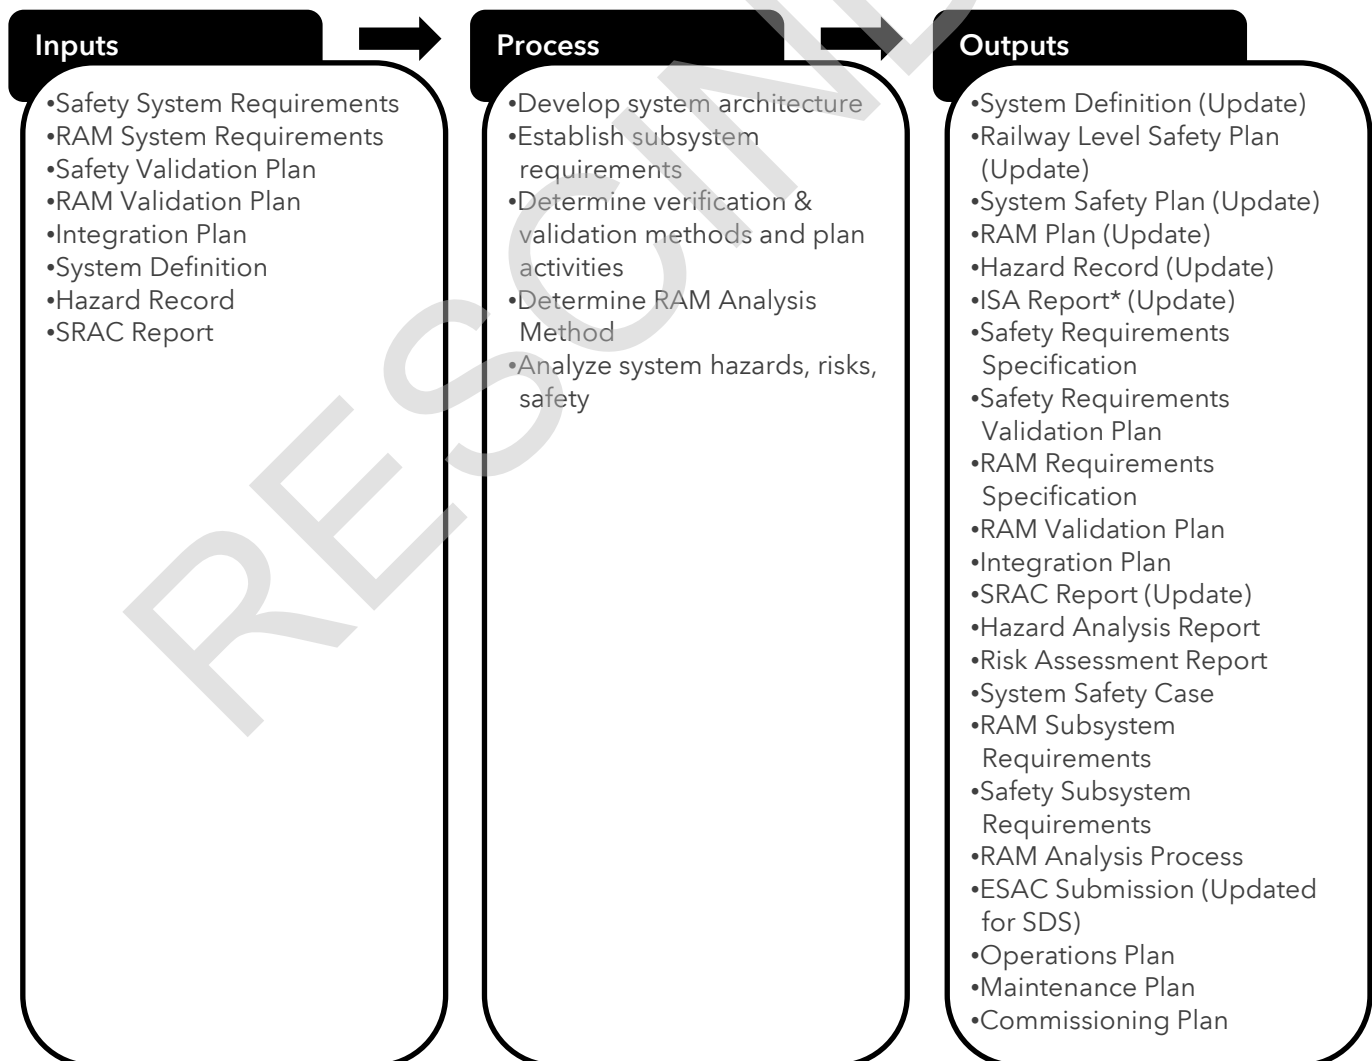 Inputs
•Safety System Requirements
•RAM System Requirements
•Safety Validation Plan
•RAM Validation Plan
•Integration Plan
•System Definition
•Hazard Record
•SRAC Report
Process
•Develop system architecture
•Establish subsystem
requirements
•Determine verification &
validation methods and plan
activities
•Determine RAM Analysis
Method
•Analyze system hazards, risks,
safety
Outputs
•System Definition (Update)
•Railway Level Safety Plan
(Update)
•System Safety Plan (Update)
•RAM Plan (Update)
•Hazard Record (Update)
•ISA Report* (Update)
•Safety Requirements
Specification
•Safety Requirements
Validation Plan
•RAM Requirements
Specification
•RAM Validation Plan
•Integration Plan
•SRAC Report (Update)
•Hazard Analysis Report
•Risk Assessment Report
•System Safety Case
•RAM Subsystem
Requirements
•Safety Subsystem
Requirements
•RAM Analysis Process
•ESAC Submission (Updated
for SDS)
•Operations Plan
•Maintenance Plan
•Commissioning Plan